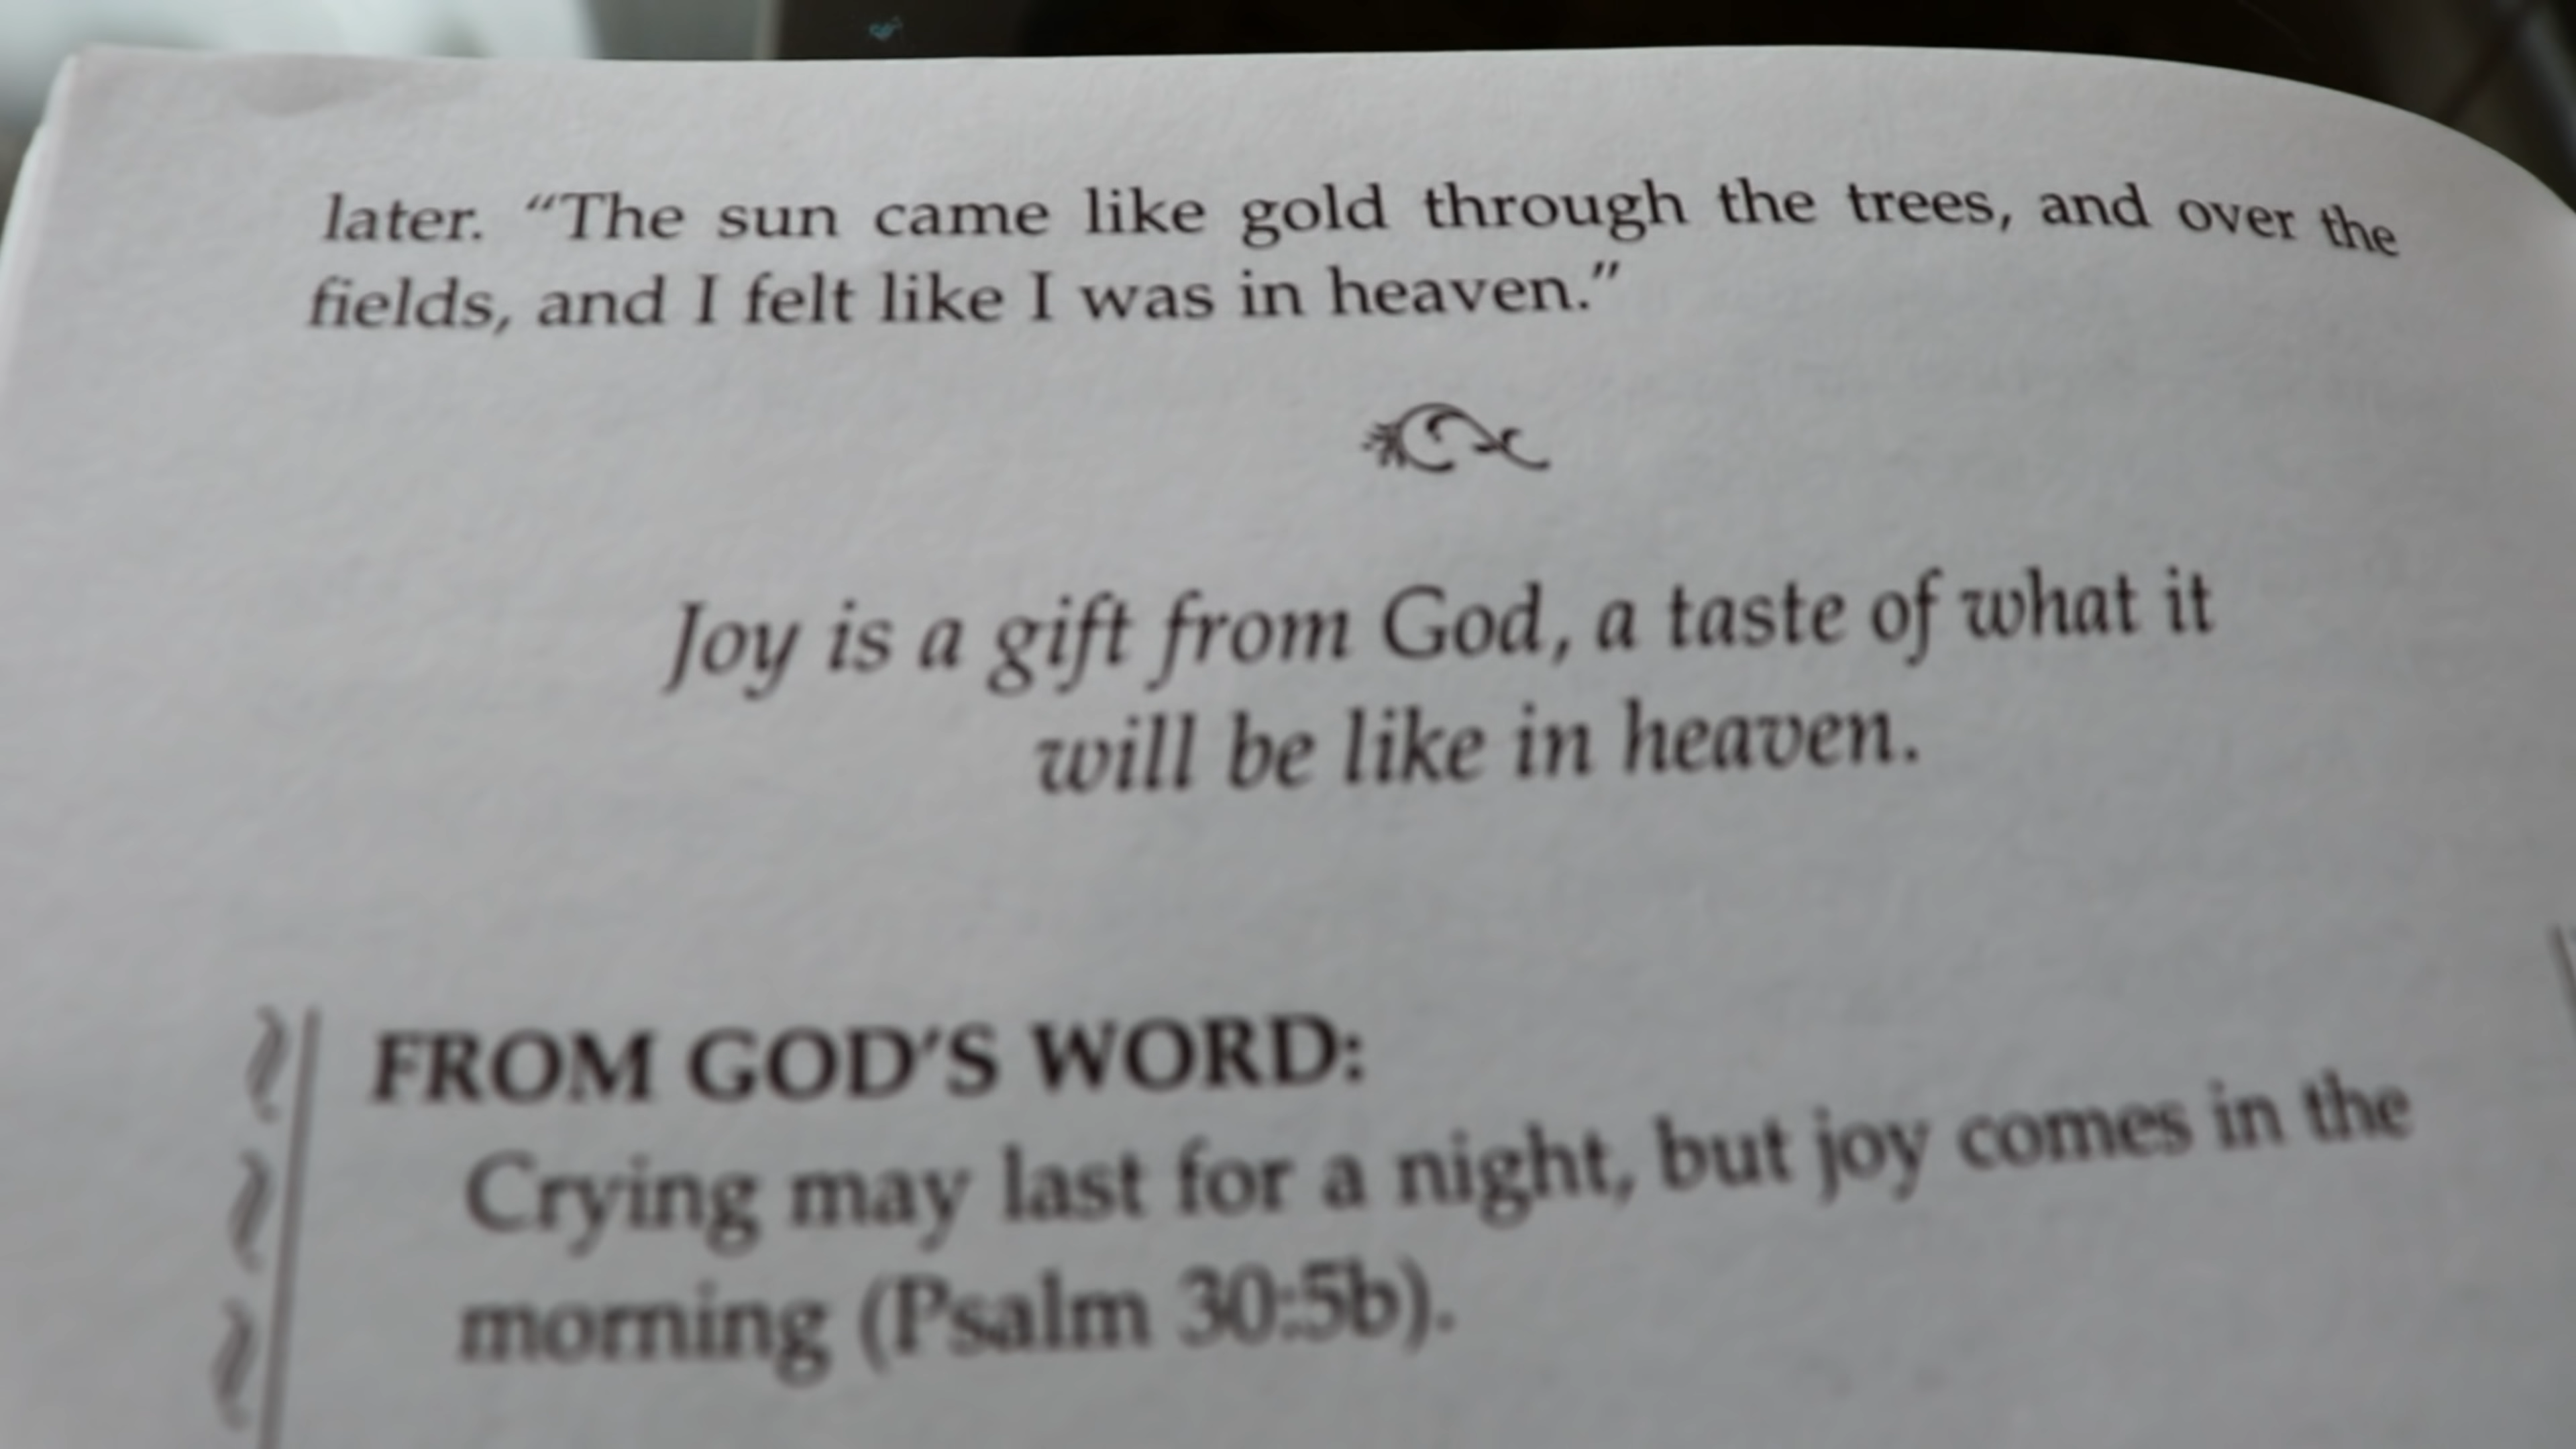 later. “The sun came like gold through the trees, and over the
fields, and I felt like I was in heaven.”
Joy is a gift from God, a taste of what it
will be like in heaven.
FROM GOD’S WORD:
Crying may last for a night, but joy comes in the
morning (Psalm 30:5b).